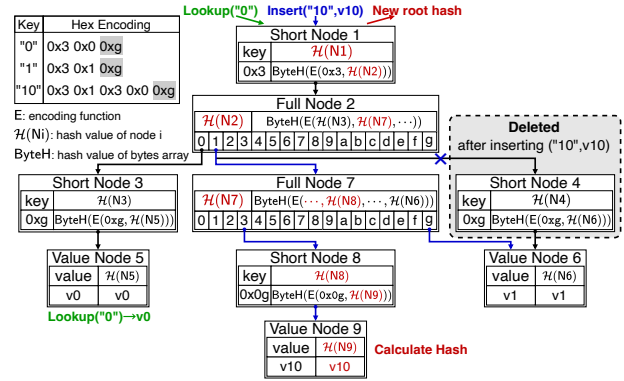 Lookup("0")
Insert("10",v10)
New root hash
Key Hex Encoding
"0" 0x3 0x0 0xg
"1" 0x3 0x1 0xg
"10" 0x3 0x1 0x3 0x0 0xg
E: encoding function
ℋ(Ni): hash value of node i
ByteH: hash value of bytes array
Short Node 1
key ℋ(N1)
0x3 ByteH(E(0x3, ℋ(N2)))
Full Node 2
ℋ(N2) ByteH(E(ℋ(N3), ℋ(N7), ⋯))
0 1 2 3 4 5 6 7 8 9 a b c d e f g
Deleted
after inserting ("10",v10)
Short Node 3
key ℋ(N3)
0xg ByteH(E(0xg, ℋ(N5)))
Full Node 7
ℋ(N7) ByteH(E(⋯, ℋ(N8), ⋯, ℋ(N6)))
0 1 2 3 4 5 6 7 8 9 a b c d e f g
Short Node 4
key ℋ(N4)
0xg ByteH(E(0xg, ℋ(N6)))
Value Node 5
value ℋ(N5)
v0 v0
Lookup("0")→v0
Short Node 8
key ℋ(N8)
0x0g ByteH(E(0x0g, ℋ(N9)))
Value Node 6
value ℋ(N6)
v1 v1
Value Node 9
value ℋ(N9)
v10 v10
Calculate Hash